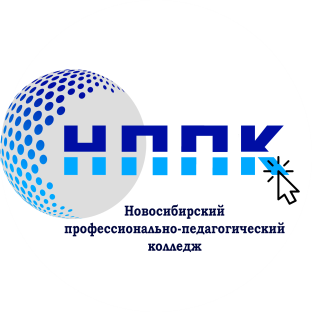 НППК
Новосибирский
профессионально-педагогический
колледж